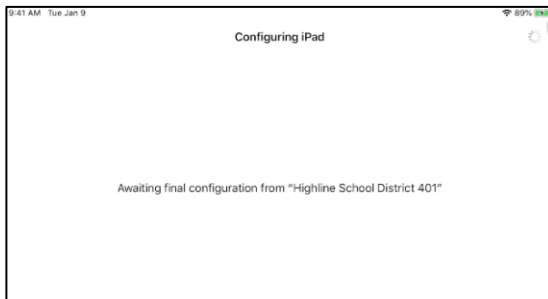 9:41 AM Tue Jan 9 89%
Configuring iPad
Awaiting final configuration from "Highline School District 401"